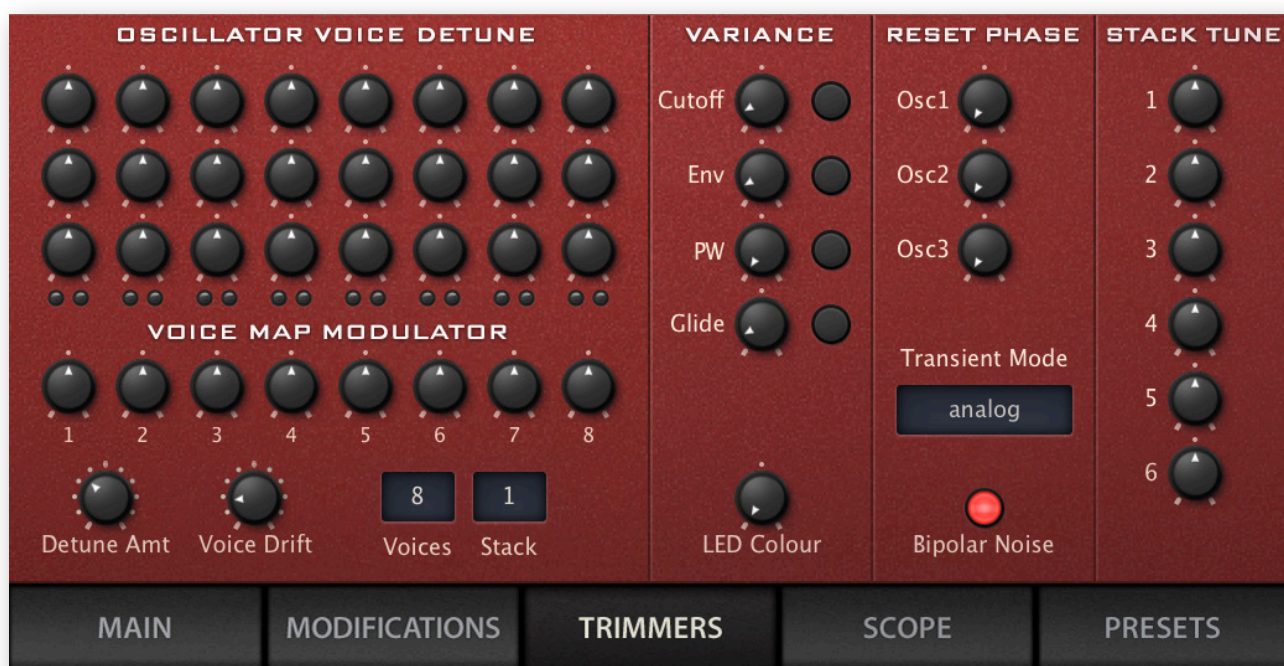 OSCILLATOR VOICE DETUNE
VOICE MAP MODULATOR
1 2 3 4 5 6 7 8
Detune Amt
Voice Drift
8
Voices
1
Stack
VARIANCE
Cutoff
Env
PW
Glide
LED Colour
RESET PHASE
Osc1
Osc2
Osc3
Transient Mode
analog
Bipolar Noise
STACK TUNE
1
2
3
4
5
6
MAIN MODIFICATIONS TRIMMERS SCOPE PRESETS